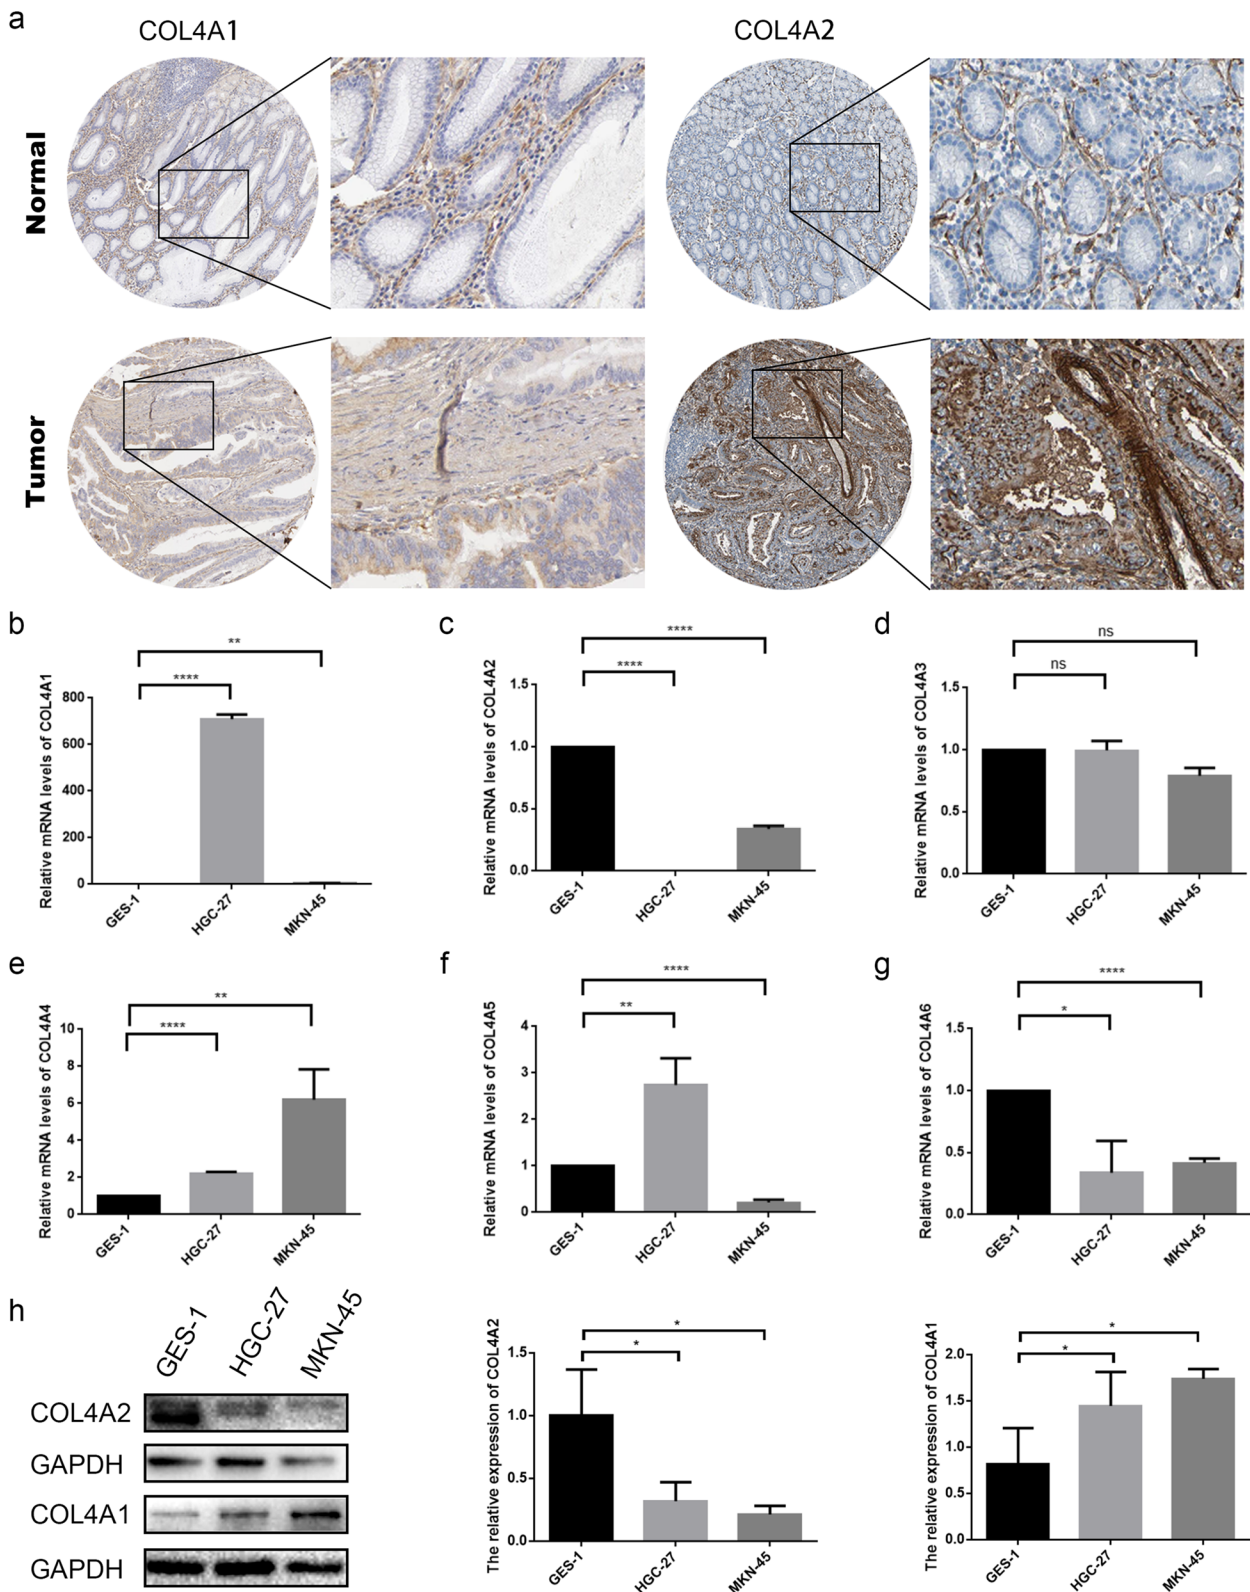 a
COL4A1
COL4A2
Normal
Tumor
b
**
****
Relative mRNA levels of COL4A1
800
600
400
200
0
GES-1
HGC-27
MKN-45
c
****
****
Relative mRNA levels of COL4A2
1.5
1.0
0.5
0.0
GES-1
HGC-27
MKN-45
d
ns
ns
Relative mRNA levels of COL4A3
1.5
1.0
0.5
0.0
GES-1
HGC-27
MKN-45
e
**
****
Relative mRNA levels of COL4A4
10
8
6
4
2
0
GES-1
HGC-27
MKN-45
f
****
**
Relative mRNA levels of COL4A5
4
3
2
1
0
GES-1
HGC-27
MKN-45
g
****
*
Relative mRNA levels of COL4A6
1.5
1.0
0.5
0.0
GES-1
HGC-27
MKN-45
h
GES-1
HGC-27
MKN-45
COL4A2
GAPDH
COL4A1
GAPDH
*
*
The relative expression of COL4A2
1.5
1.0
0.5
0.0
GES-1
HGC-27
MKN-45
*
*
The relative expression of COL4A1
2.0
1.5
1.0
0.5
0.0
GES-1
HGC-27
MKN-45